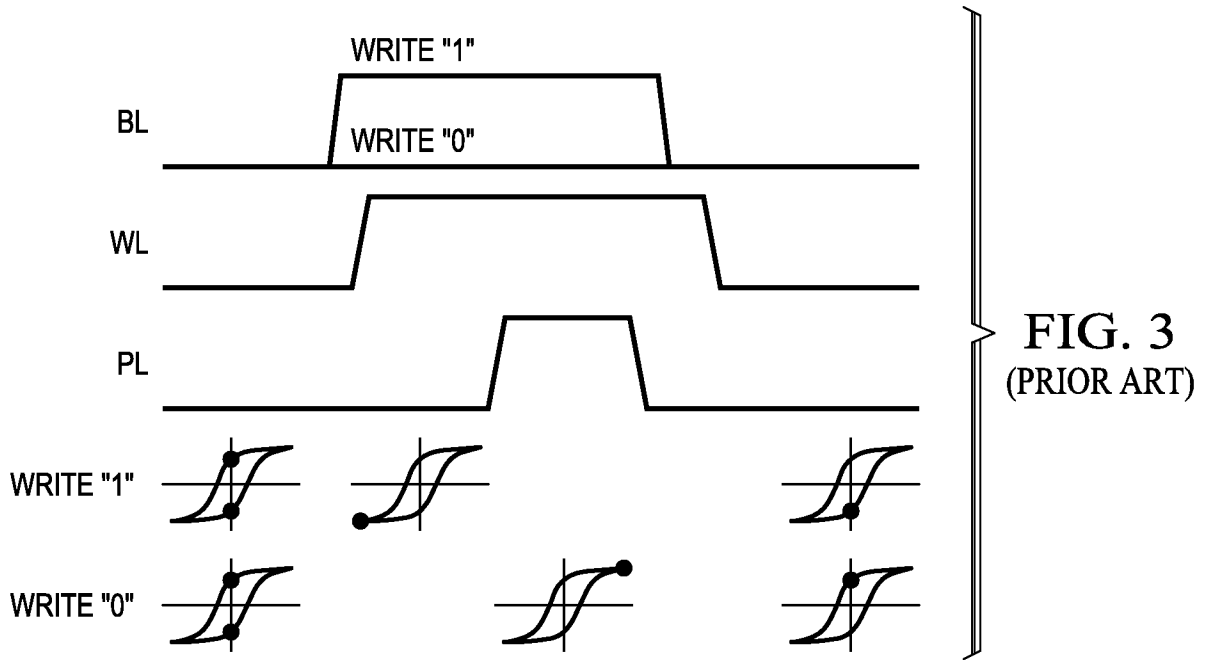 WRITE "1"
BL
WRITE "0"
WL
PL
FIG. 3
(PRIOR ART)
WRITE "1"
WRITE "0"